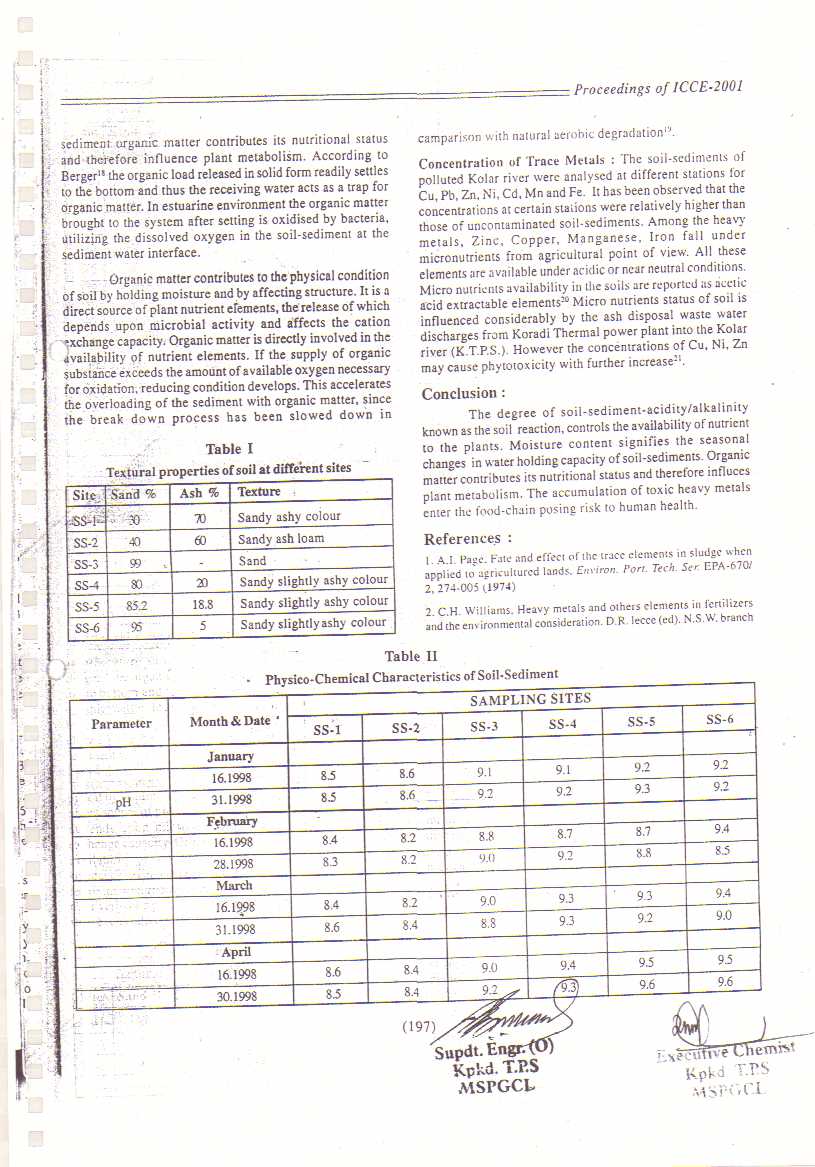 Proceedings of ICCE-2001
sediment organic matter contributes its nutritional status
and therefore influence plant metabolism. According to
Berger¹⁸ the organic load released in solid form readily settles
to the bottom and thus the receiving water acts as a trap for
organic matter. In estuarine environment the organic matter
brought to the system after setting is oxidised by bacteria,
utilizing the dissolved oxygen in the soil-sediment at the
sediment water interface.
Organic matter contributes to the physical condition
of soil by holding moisture and by affecting structure. It is a
direct source of plant nutrient elements, the release of which
depends upon microbial activity and affects the cation
exchange capacity. Organic matter is directly involved in the
availability of nutrient elements. If the supply of organic
substance exceeds the amount of available oxygen necessary
for oxidation, reducing condition develops. This accelerates
the overloading of the sediment with organic matter, since
the break down process has been slowed down in
Table I
Textural properties of soil at different sites
Site Sand % Ash % Texture
SS-1 30 70 Sandy ashy colour
SS-2 40 60 Sandy ash loam
SS-3 99 - Sand
SS-4 80 20 Sandy slightly ashy colour
SS-5 85.2 18.8 Sandy slightly ashy colour
SS-6 95 5 Sandy slightly ashy colour
camparison with natural aerobic degradation¹⁹.
Concentration of Trace Metals : The soil-sediments of
polluted Kolar river were analysed at different stations for
Cu, Pb, Zn, Ni, Cd, Mn and Fe. It has been observed that the
concentrations at certain stations were relatively higher than
those of uncontaminated soil-sediments. Among the heavy
metals, Zinc, Copper, Manganese, Iron fall under
micronutrients from agricultural point of view. All these
elements are available under acidic or near neutral conditions.
Micro nutrients availability in the soils are reported as acetic
acid extractable elements²⁰ Micro nutrients status of soil is
influenced considerably by the ash disposal waste water
discharges from Koradi Thermal power plant into the Kolar
river (K.T.P.S.). However the concentrations of Cu, Ni, Zn
may cause phytotoxicity with further increase²¹.
Conclusion :
The degree of soil-sediment-acidity/alkalinity
known as the soil reaction, controls the availability of nutrient
to the plants. Moisture content signifies the seasonal
changes in water holding capacity of soil-sediments. Organic
matter contributes its nutritional status and therefore influces
plant metabolism. The accumulation of toxic heavy metals
enter the food-chain posing risk to human health.
References :
1. A.I. Page. Fate and effect of the trace elements in sludge when
applied to agricultured lands. Environ. Port. Tech. Ser. EPA-670/
2, 274-005 (1974)
2. C.H. Williams. Heavy metals and others elements in fertilizers
and the environmental consideration. D.R. lecce (ed). N.S.W. branch
Table II
Physico-Chemical Characteristics of Soil-Sediment
Parameter Month & Date SAMPLING SITES
SS-1 SS-2 SS-3 SS-4 SS-5 SS-6
January
16.1998 8.5 8.6 9.1 9.1 9.2 9.2
pH 31.1998 8.5 8.6 9.2 9.2 9.3 9.2
February
16.1998 8.4 8.2 8.8 8.7 8.7 9.4
28.1998 8.3 8.2 9.0 9.2 8.8 8.5
March
16.1998 8.4 8.2 9.0 9.3 9.3 9.4
31.1998 8.6 8.4 8.8 9.3 9.2 9.0
April
16.1998 8.6 8.4 9.0 9.4 9.5 9.5
30.1998 8.5 8.4 9.2 9.3 9.6 9.6
(197)
Supdt. Engr. (O)
Kpkd. T.P.S
MSPGCL
Executive Chemist
Kpkd T.P.S
MSPGCL